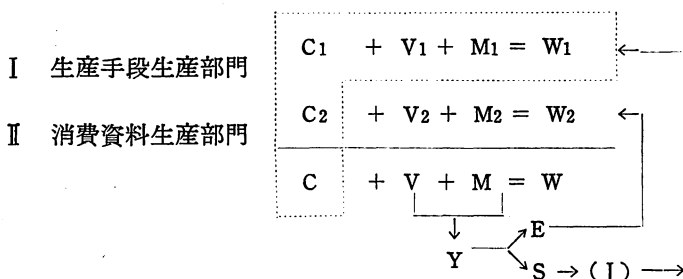 C1 + V1 + M1 = W1 ←
I 生産手段生産部門
C2 + V2 + M2 = W2 ←
II 消費資料生産部門
C + V + M = W
↓
Y → E
S → (I) →